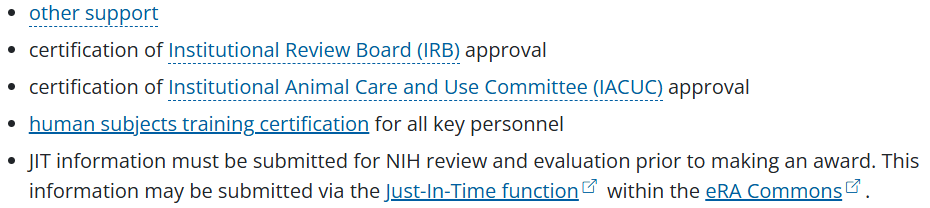 • other support
• certification of Institutional Review Board (IRB) approval
• certification of Institutional Animal Care and Use Committee (IACUC) approval
• human subjects training certification for all key personnel
• JIT information must be submitted for NIH review and evaluation prior to making an award. This
information may be submitted via the Just-In-Time function within the eRA Commons .